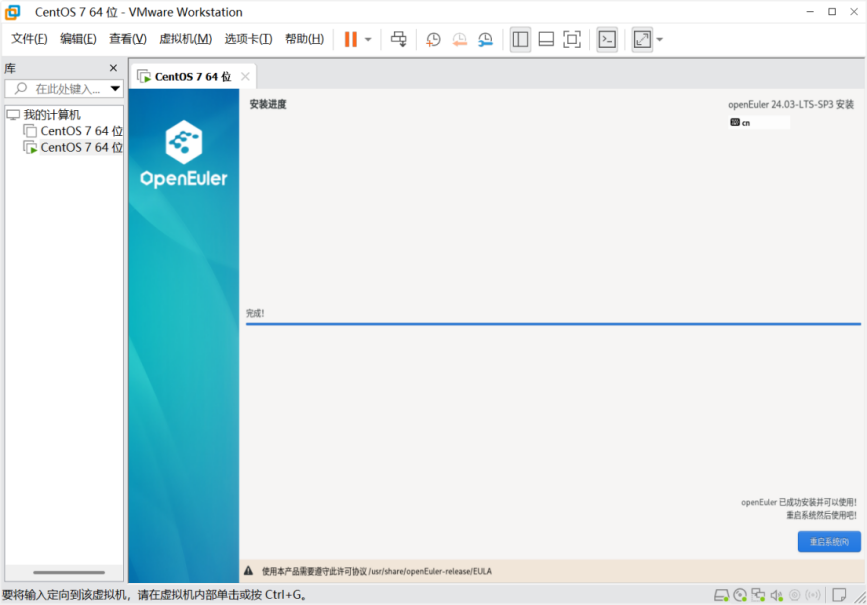 CentOS 7 64 位 - VMware Workstation
文件(F) 编辑(E) 查看(V) 虚拟机(M) 选项卡(T) 帮助(H)
库
在此处键入...
我的计算机
CentOS 7 64 位
CentOS 7 64 位
CentOS 7 64 位
OpenEuler
安装进度
openEuler 24.03-LTS-SP3 安装
cn
完成!
openEuler 已成功安装并可以使用!
重启系统然后使用吧!
重启系统(R)
使用本产品需要遵守此许可协议 /usr/share/openEuler-release/EULA
要将输入定向到该虚拟机，请在虚拟机内部单击或按 Ctrl+G。